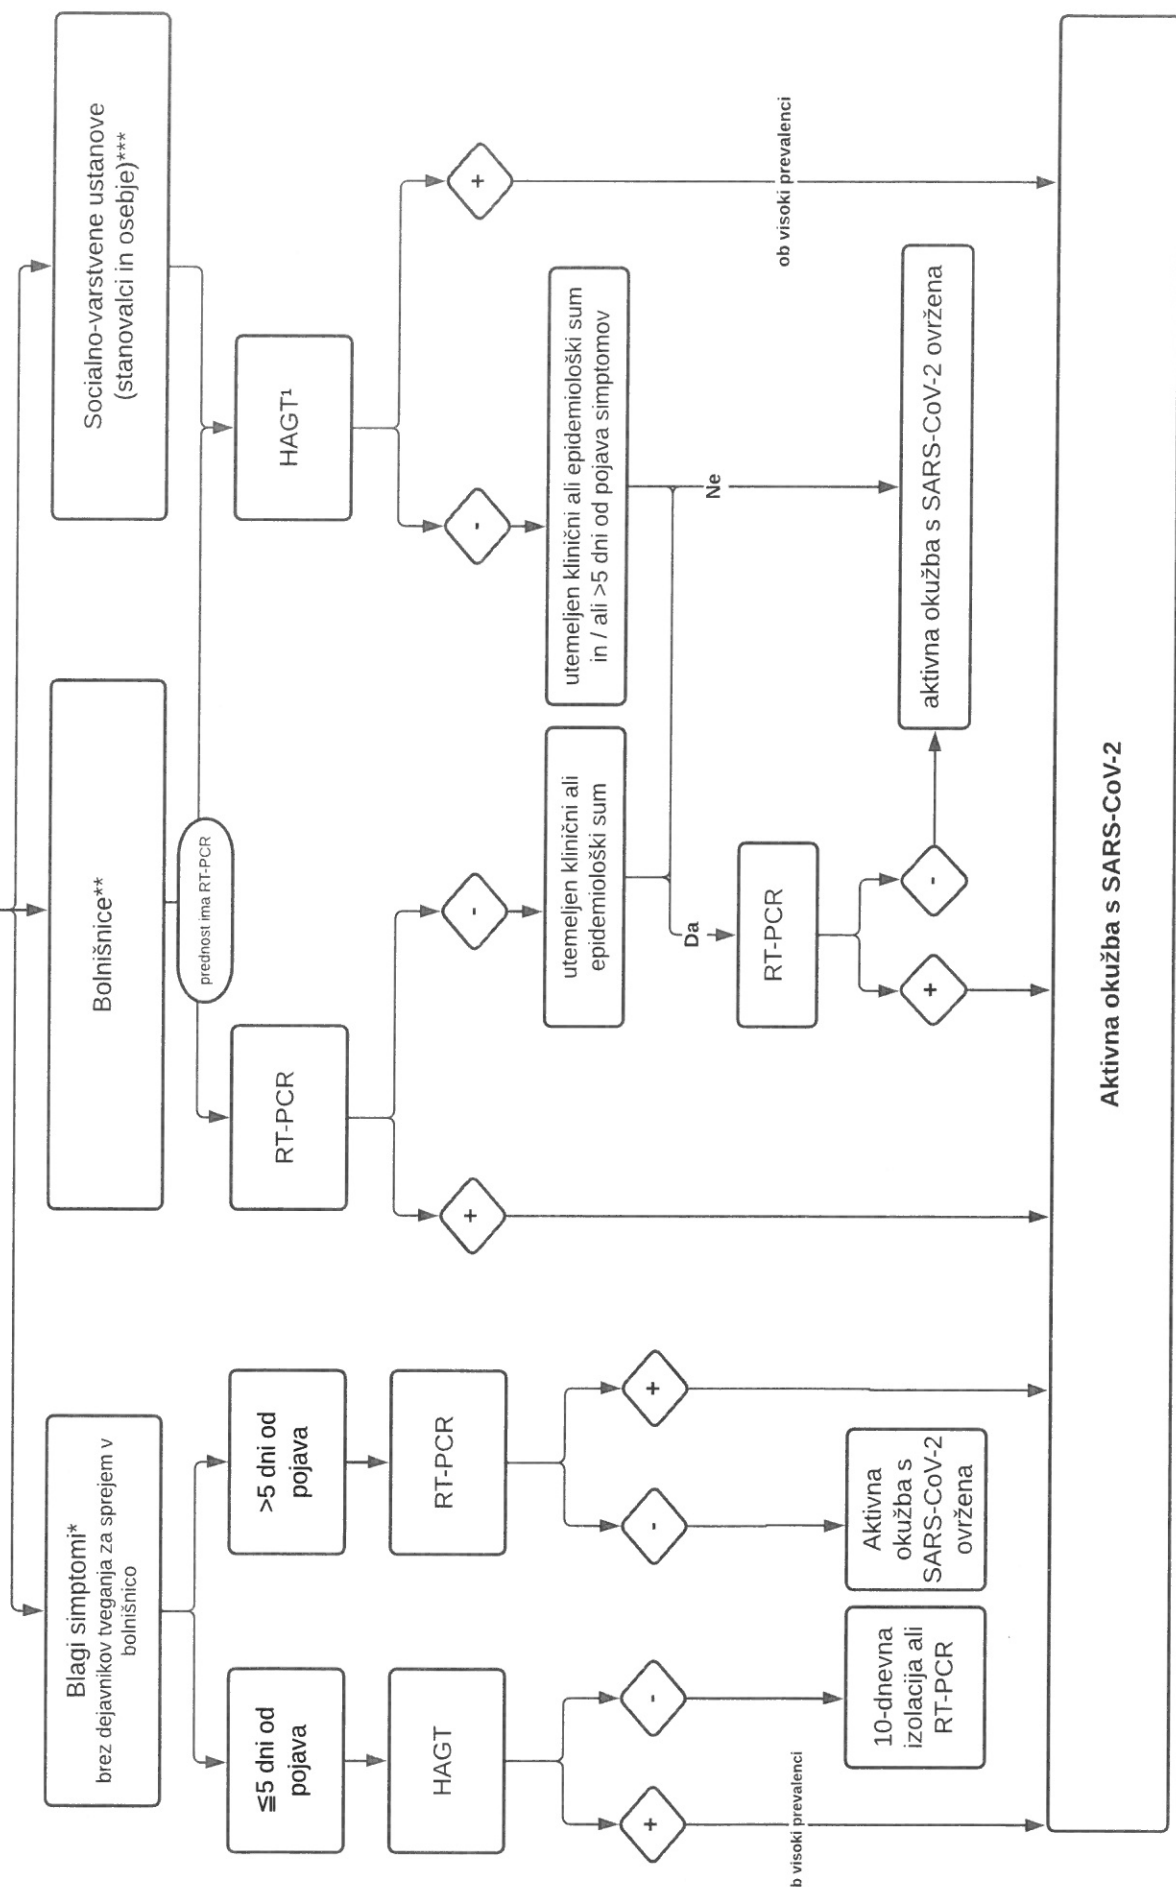 Blagi simptomi*
brez dejavnikov tveganja za sprejem v
bolnišnico
Bolnišnice**
Socialno-varstvene ustanove
(stanovalci in osebje)***
prednost ima RT-PCR
≦5 dni od
pojava
>5 dni od
pojava
RT-PCR
HAGT¹
HAGT
RT-PCR
+
-
-
+
+
-
-
+
utemeljen klinični ali
epidemiološki sum
utemeljen klinični ali epidemiološki sum
in / ali >5 dni od pojava simptomov
Da
Ne
RT-PCR
b visoki prevalenci
ob visoki prevalenci
10-dnevna
izolacija ali
RT-PCR
Aktivna
okužba s
SARS-CoV-2
ovržena
+
-
aktivna okužba s SARS-CoV-2 ovržena
Aktivna okužba s SARS-CoV-2